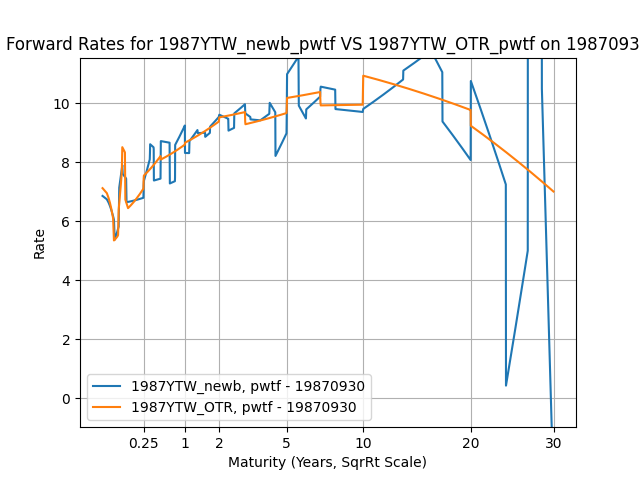 Forward Rates for 1987YTW_newb_pwtf VS 1987YTW_OTR_pwtf on 1987093
10
8
6
4
2
0
Rate
1987YTW_newb, pwtf - 19870930
1987YTW_OTR, pwtf - 19870930
0.25 1 2 5 10 20 30
Maturity (Years, SqrRt Scale)